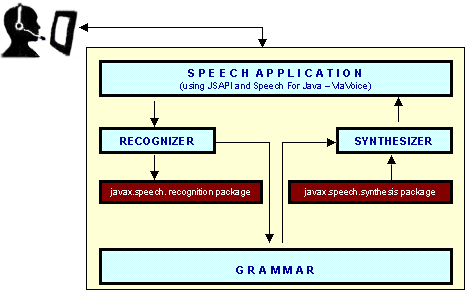 SPEECH APPLICATION
(using JSAPI and Speech For Java – ViaVoice)
RECOGNIZER
SYNTHESIZER
javax.speech. recognition package
javax.speech.synthesis package
GRAMMAR